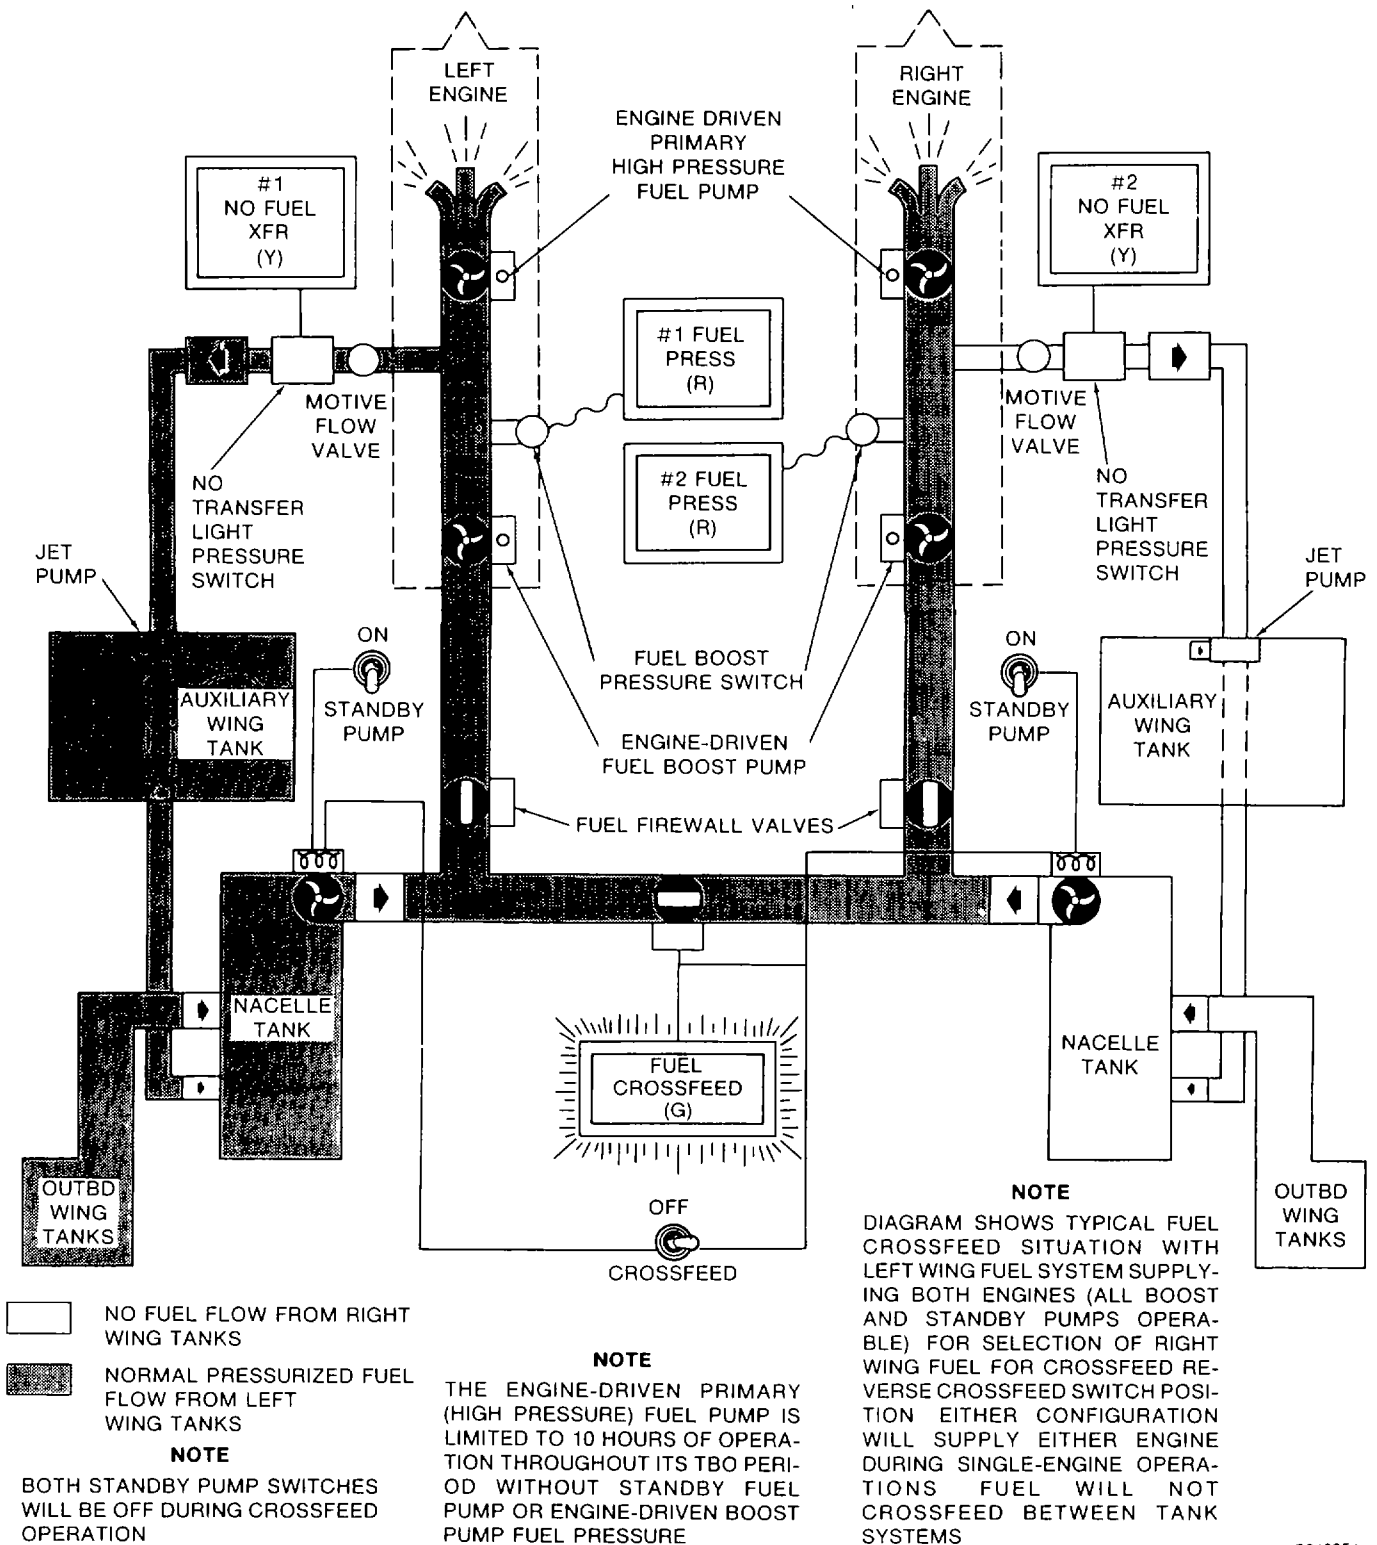 LEFT
ENGINE
RIGHT
ENGINE
ENGINE DRIVEN
PRIMARY
HIGH PRESSURE
FUEL PUMP
#1
NO FUEL
XFR
(Y)
#2
NO FUEL
XFR
(Y)
#1 FUEL
PRESS
(R)
#2 FUEL
PRESS
(R)
MOTIVE
FLOW
VALVE
MOTIVE
FLOW
VALVE
NO
TRANSFER
LIGHT
PRESSURE
SWITCH
NO
TRANSFER
LIGHT
PRESSURE
SWITCH
JET
PUMP
JET
PUMP
ON
STANDBY
PUMP
ON
STANDBY
PUMP
FUEL BOOST
PRESSURE SWITCH
AUXILIARY
WING
TANK
AUXILIARY
WING
TANK
ENGINE-DRIVEN
FUEL BOOST PUMP
FUEL FIREWALL VALVES
NACELLE
TANK
NACELLE
TANK
FUEL
CROSSFEED
(G)
OUTBD
WING
TANKS
OUTBD
WING
TANKS
OFF
CROSSFEED
NO FUEL FLOW FROM RIGHT
WING TANKS
NORMAL PRESSURIZED FUEL
FLOW FROM LEFT
WING TANKS
NOTE
BOTH STANDBY PUMP SWITCHES
WILL BE OFF DURING CROSSFEED
OPERATION
NOTE
THE ENGINE-DRIVEN PRIMARY
(HIGH PRESSURE) FUEL PUMP IS
LIMITED TO 10 HOURS OF OPERA-
TION THROUGHOUT ITS TBO PERI-
OD WITHOUT STANDBY FUEL
PUMP OR ENGINE-DRIVEN BOOST
PUMP FUEL PRESSURE
NOTE
DIAGRAM SHOWS TYPICAL FUEL
CROSSFEED SITUATION WITH
LEFT WING FUEL SYSTEM SUPPLY-
ING BOTH ENGINES (ALL BOOST
AND STANDBY PUMPS OPERA-
BLE) FOR SELECTION OF RIGHT
WING FUEL FOR CROSSFEED RE-
VERSE CROSSFEED SWITCH POSI-
TION EITHER CONFIGURATION
WILL SUPPLY EITHER ENGINE
DURING SINGLE-ENGINE OPERA-
TIONS FUEL WILL NOT
CROSSFEED BETWEEN TANK
SYSTEMS